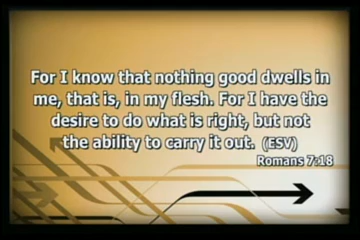 For I know that nothing good dwells in
me, that is, in my flesh. For I have the
desire to do what is right, but not
the ability to carry it out. (ESV)
Romans 7:18